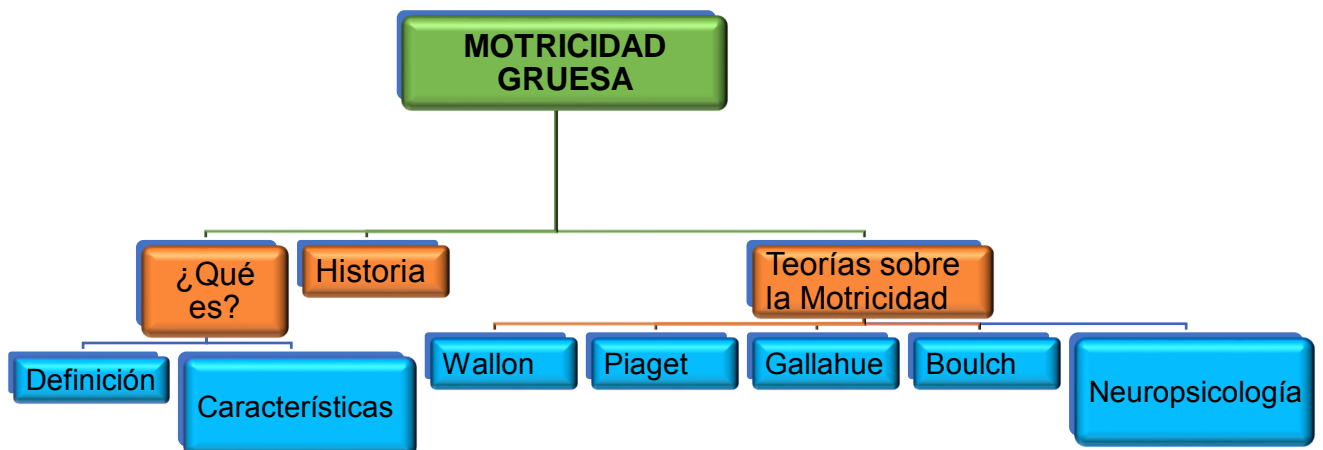 MOTRICIDAD
GRUESA
¿Qué
es?
Historia
Teorías sobre
la Motricidad
Definición
Características
Wallon
Piaget
Gallahue
Boulch
Neuropsicología